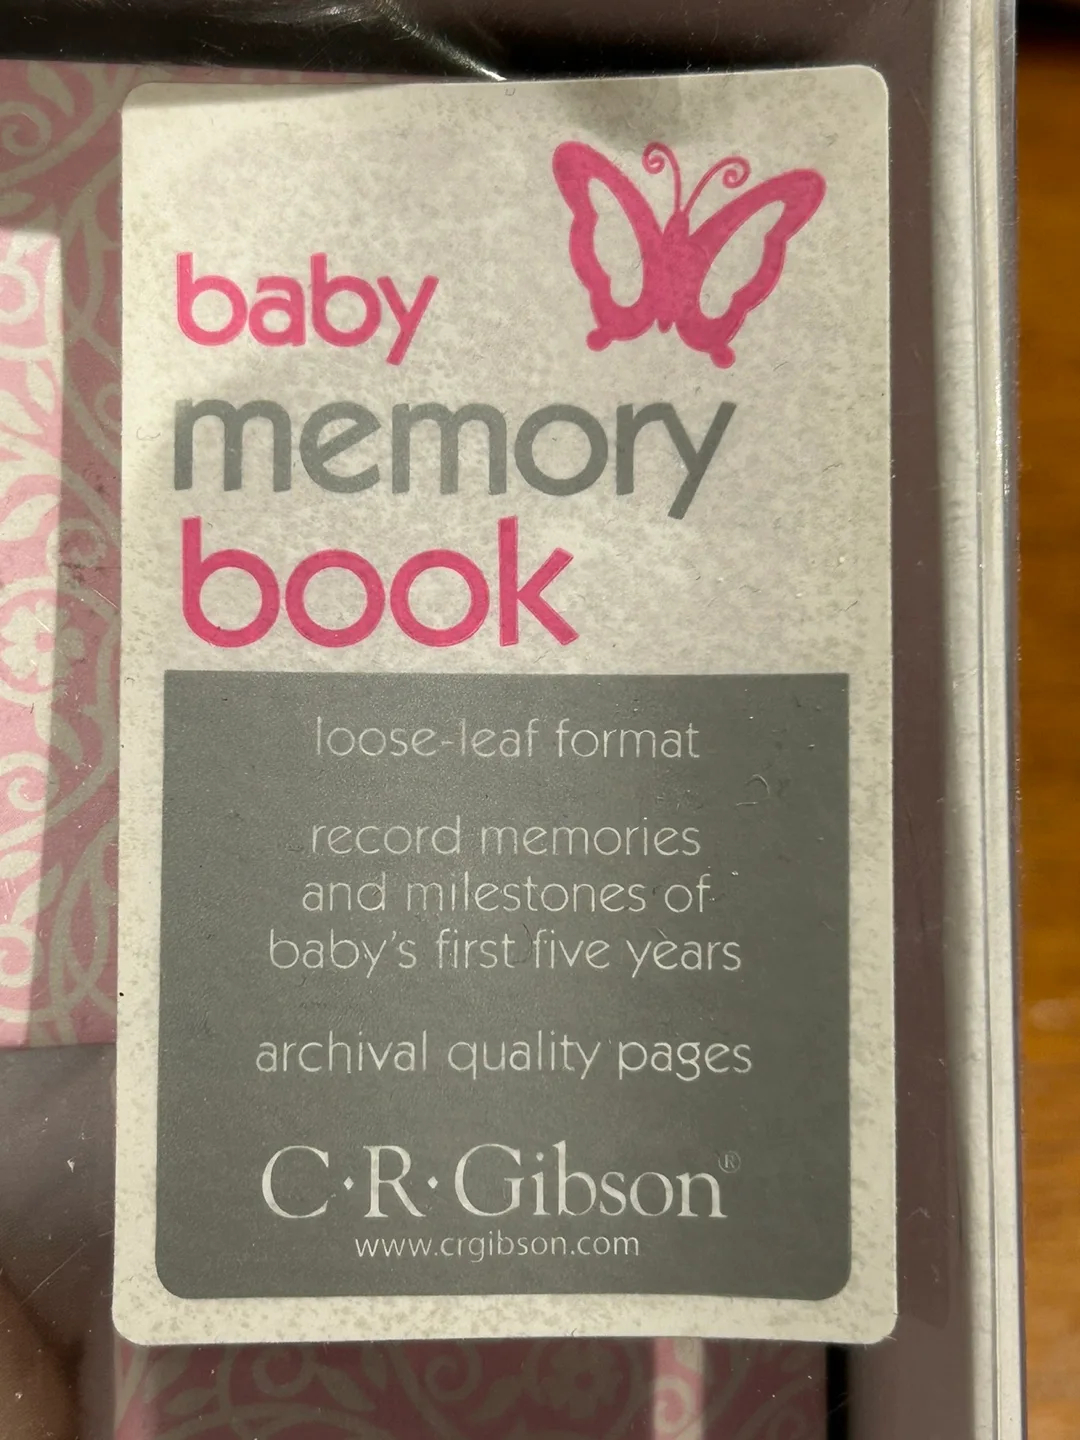 baby
memory
book
loose-leaf format
record memories
and milestones of
baby's first five years
archival quality pages
C·R·Gibson®
www.crgibson.com